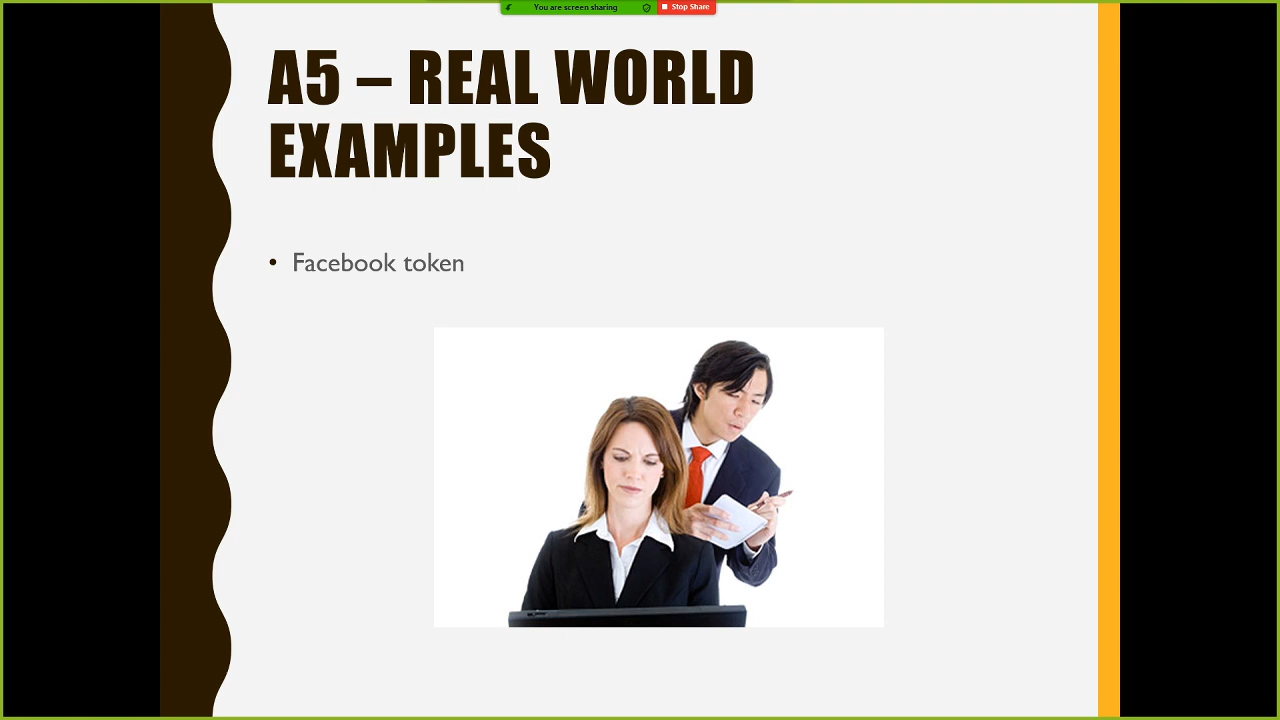 You are screen sharing
Stop Share
A5 – REAL WORLD
EXAMPLES
• Facebook token